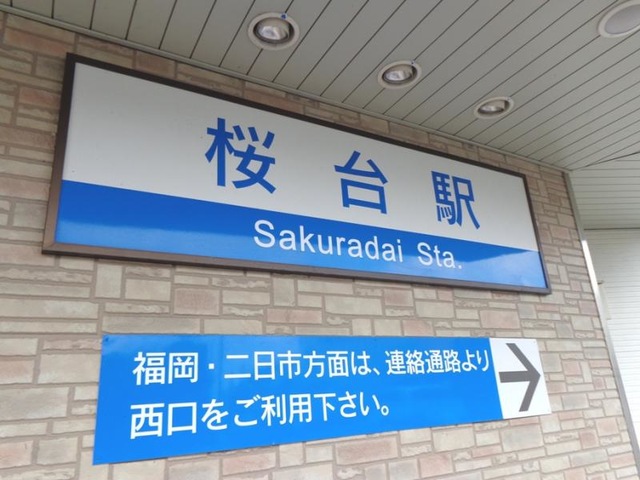 桜台駅
Sakuradai Sta.
福岡・二日市方面は、連絡通路より
西口をご利用下さい。